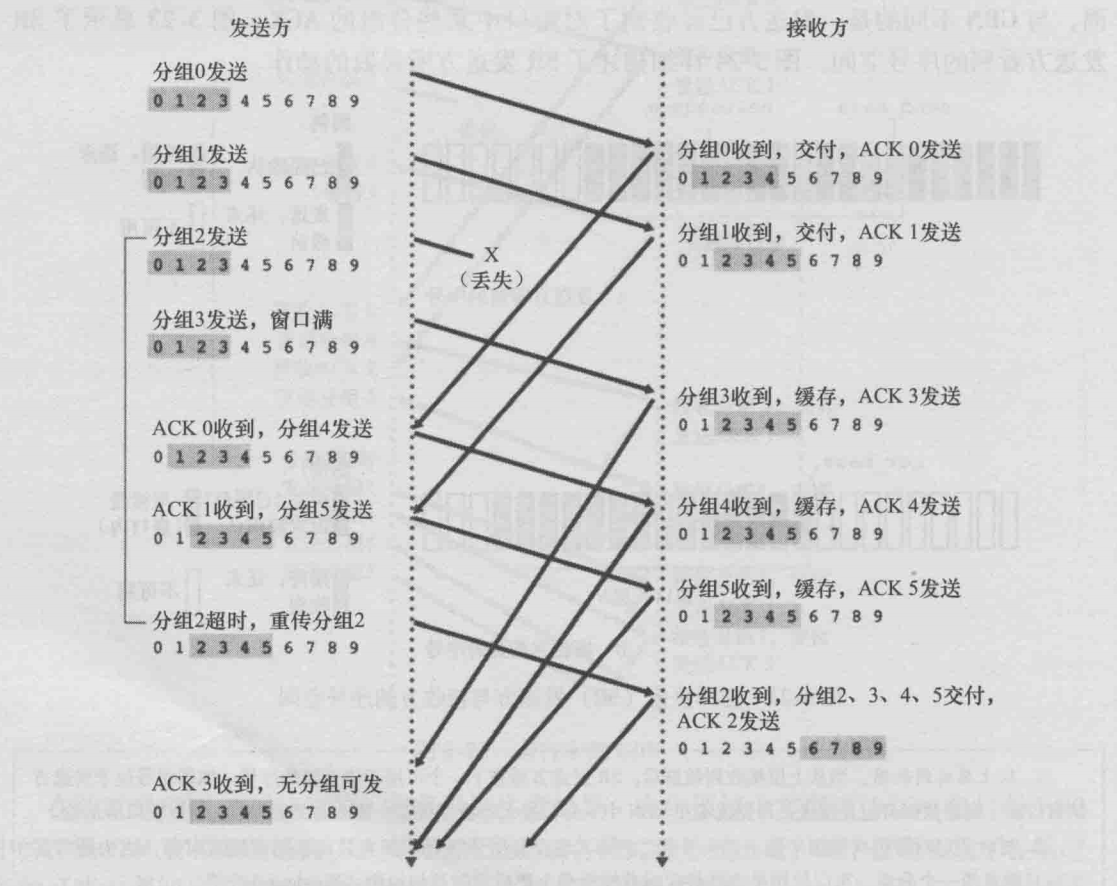 发送方
接收方
分组0发送
0 1 2 3 4 5 6 7 8 9
分组0收到，交付，ACK 0发送
0 1 2 3 4 5 6 7 8 9
分组1发送
0 1 2 3 4 5 6 7 8 9
分组1收到，交付，ACK 1发送
0 1 2 3 4 5 6 7 8 9
分组2发送
0 1 2 3 4 5 6 7 8 9
X
（丢失）
分组3发送，窗口满
0 1 2 3 4 5 6 7 8 9
分组3收到，缓存，ACK 3发送
0 1 2 3 4 5 6 7 8 9
ACK 0收到，分组4发送
0 1 2 3 4 5 6 7 8 9
分组4收到，缓存，ACK 4发送
0 1 2 3 4 5 6 7 8 9
ACK 1收到，分组5发送
0 1 2 3 4 5 6 7 8 9
分组5收到，缓存，ACK 5发送
0 1 2 3 4 5 6 7 8 9
分组2超时，重传分组2
0 1 2 3 4 5 6 7 8 9
分组2收到，分组2、3、4、5交付，
ACK 2发送
0 1 2 3 4 5 6 7 8 9
ACK 3收到，无分组可发
0 1 2 3 4 5 6 7 8 9